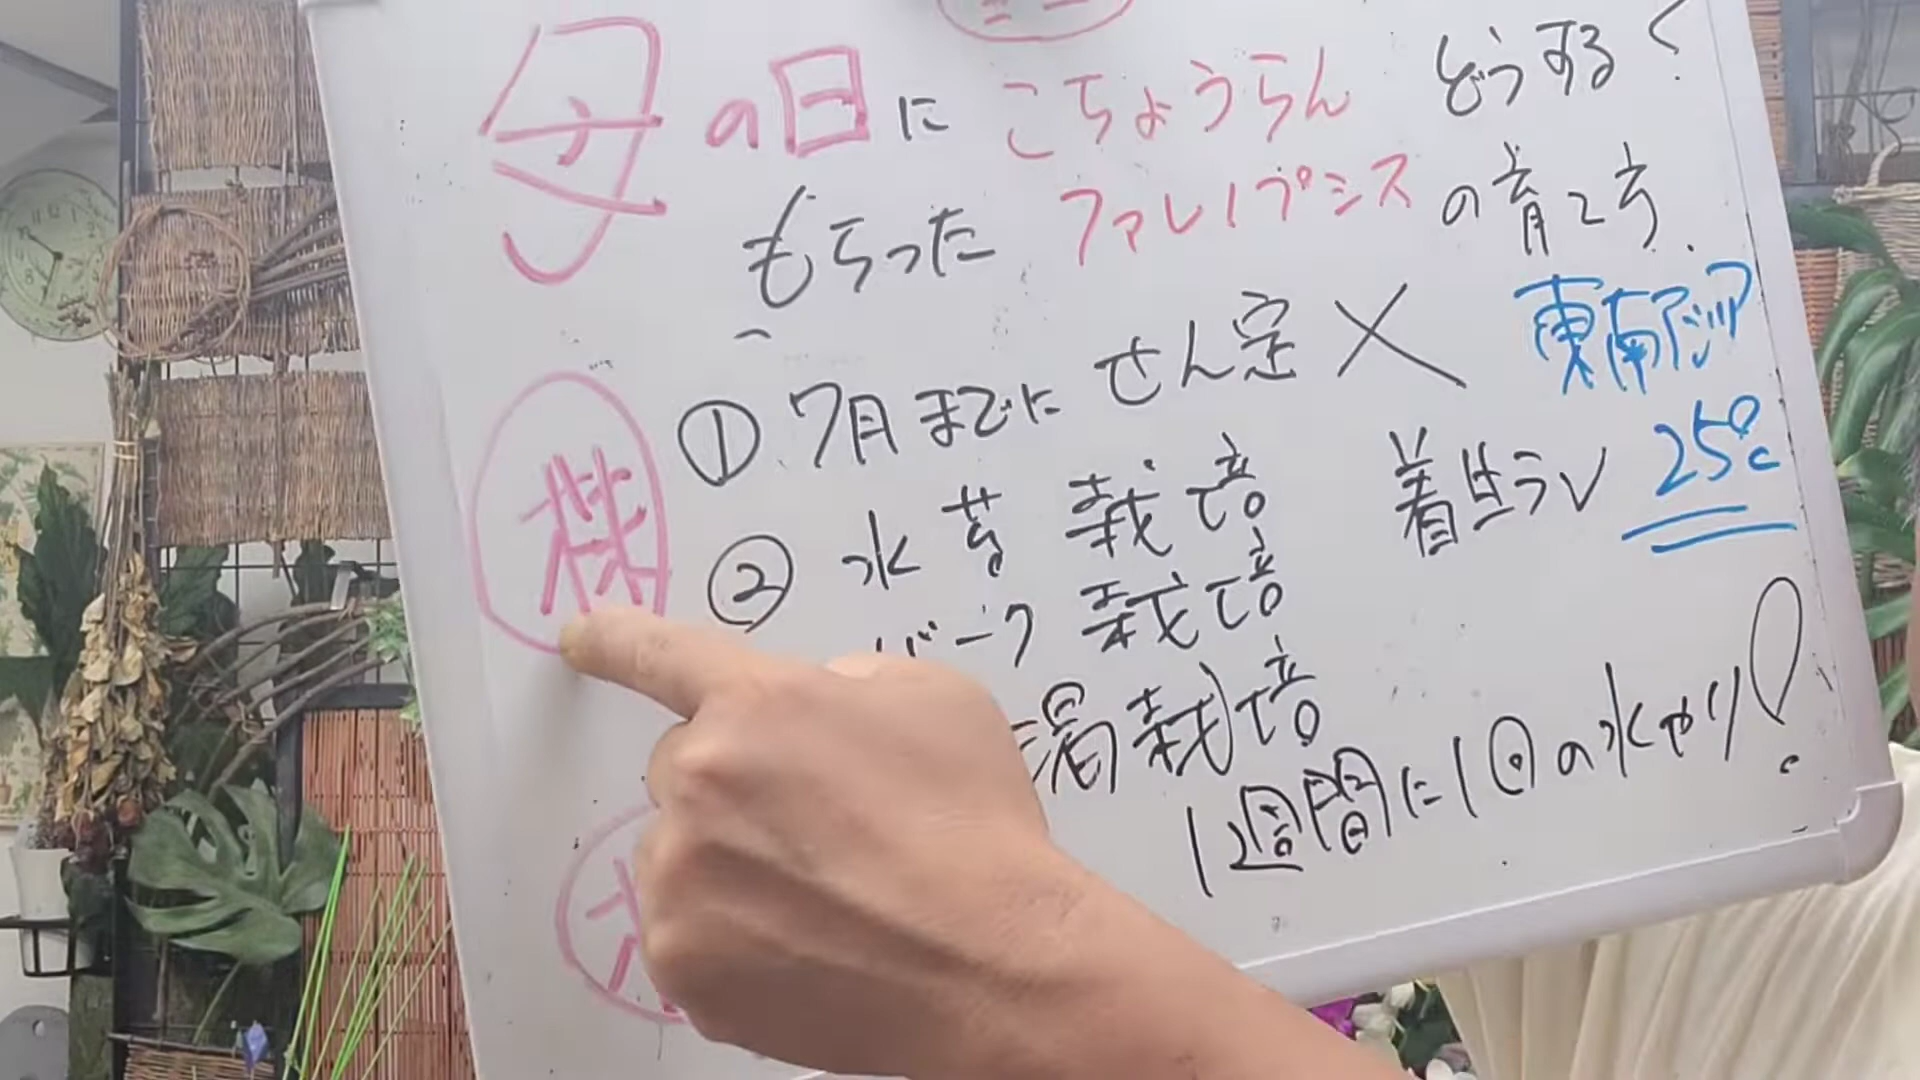 母の日に こちょうらん どうする?
もらった ファレノプシス の育て方.
① 7月までに せん定 ×
東南アジア
25℃
② 水苔 栽培 着生ラン
バーク 栽培
栽培
1週間に1回の水やり!
株